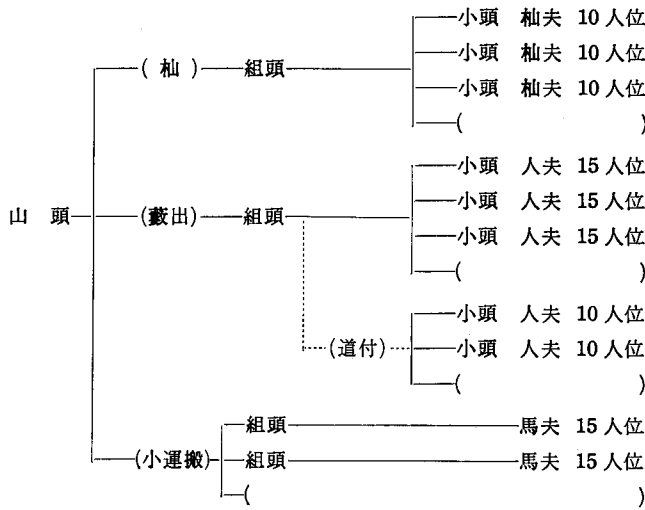 小頭 杣夫 10人位
小頭 杣夫 10人位
(杣) 組頭
小頭 杣夫 10人位
( )
小頭 人夫 15人位
小頭 人夫 15人位
山頭 (藪出) 組頭
小頭 人夫 15人位
( )
小頭 人夫 10人位
(道付) 小頭 人夫 10人位
( )
組頭 馬夫 15人位
(小運搬) 組頭 馬夫 15人位
( )